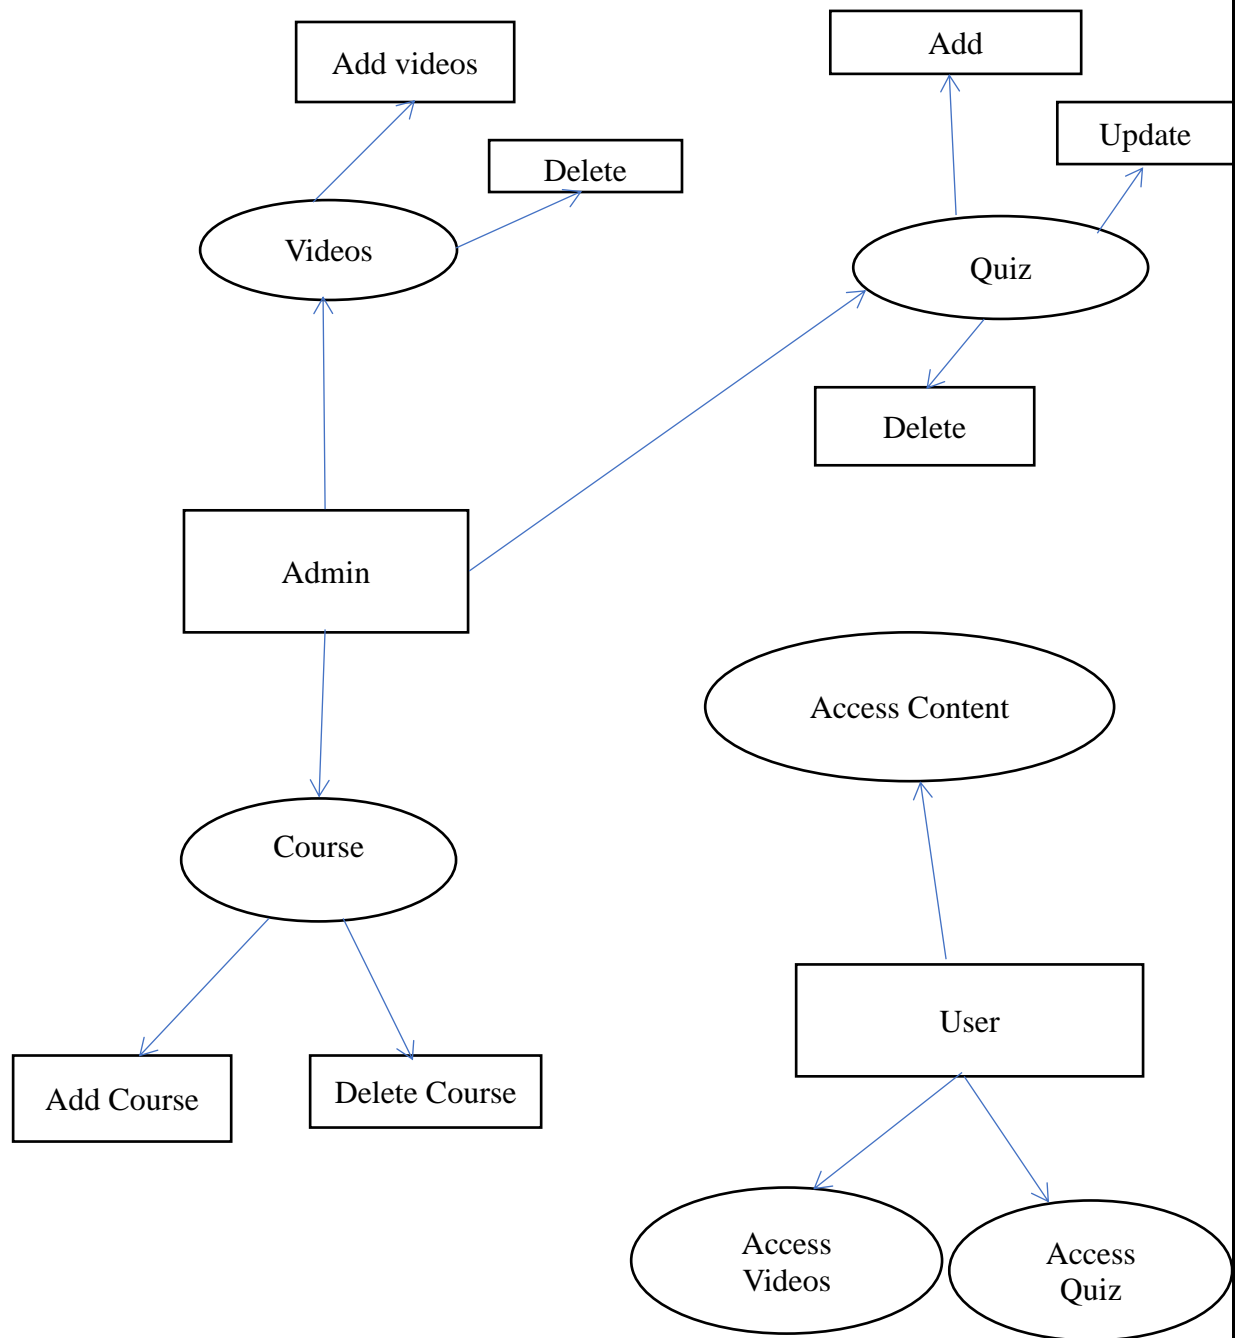 Add videos
Add
Update
Delete
Videos
Quiz
Delete
Admin
Access Content
Course
User
Add Course
Delete Course
Access
Videos
Access
Quiz